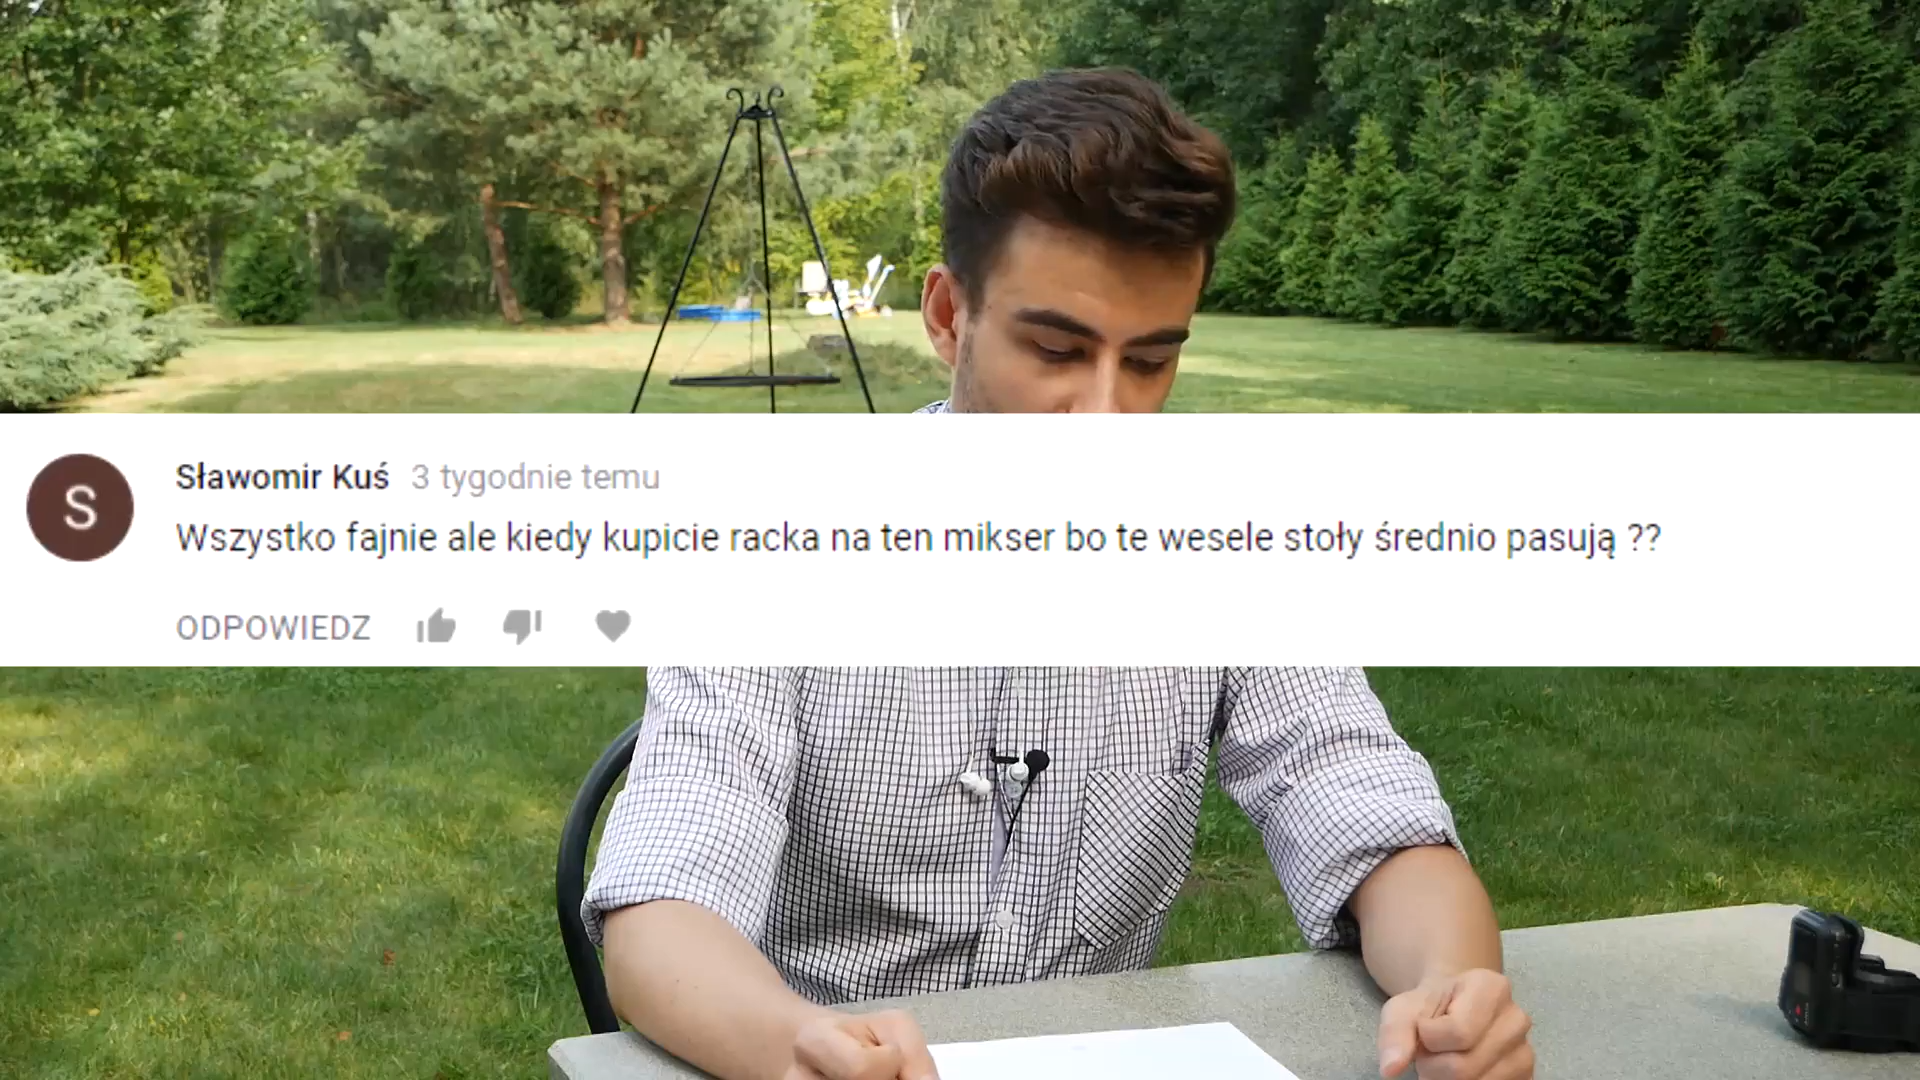 S
Sławomir Kuś 3 tygodnie temu
Wszystko fajnie ale kiedy kupicie racka na ten mikser bo te wesele stoły średnio pasują ??
ODPOWIEDZ